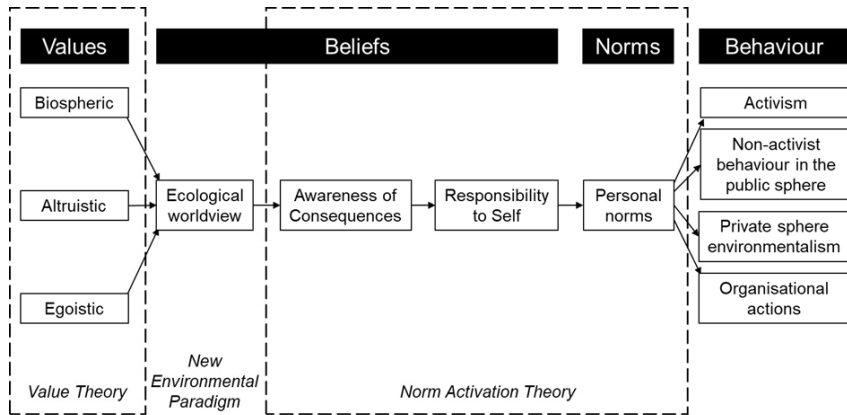 Values
Beliefs
Norms
Behaviour
Biospheric
Altruistic
Egoistic
Ecological
worldview
Awareness of
Consequences
Responsibility
to Self
Personal
norms
Activism
Non-activist
behaviour in the
public sphere
Private sphere
environmentalism
Organisational
actions
Value Theory
New
Environmental
Paradigm
Norm Activation Theory